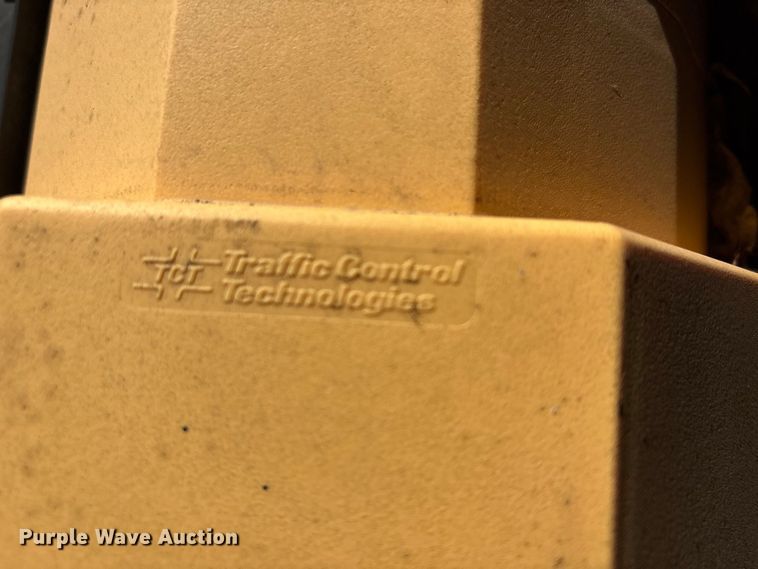 TCT Traffic Control
Technologies
Purple Wave Auction